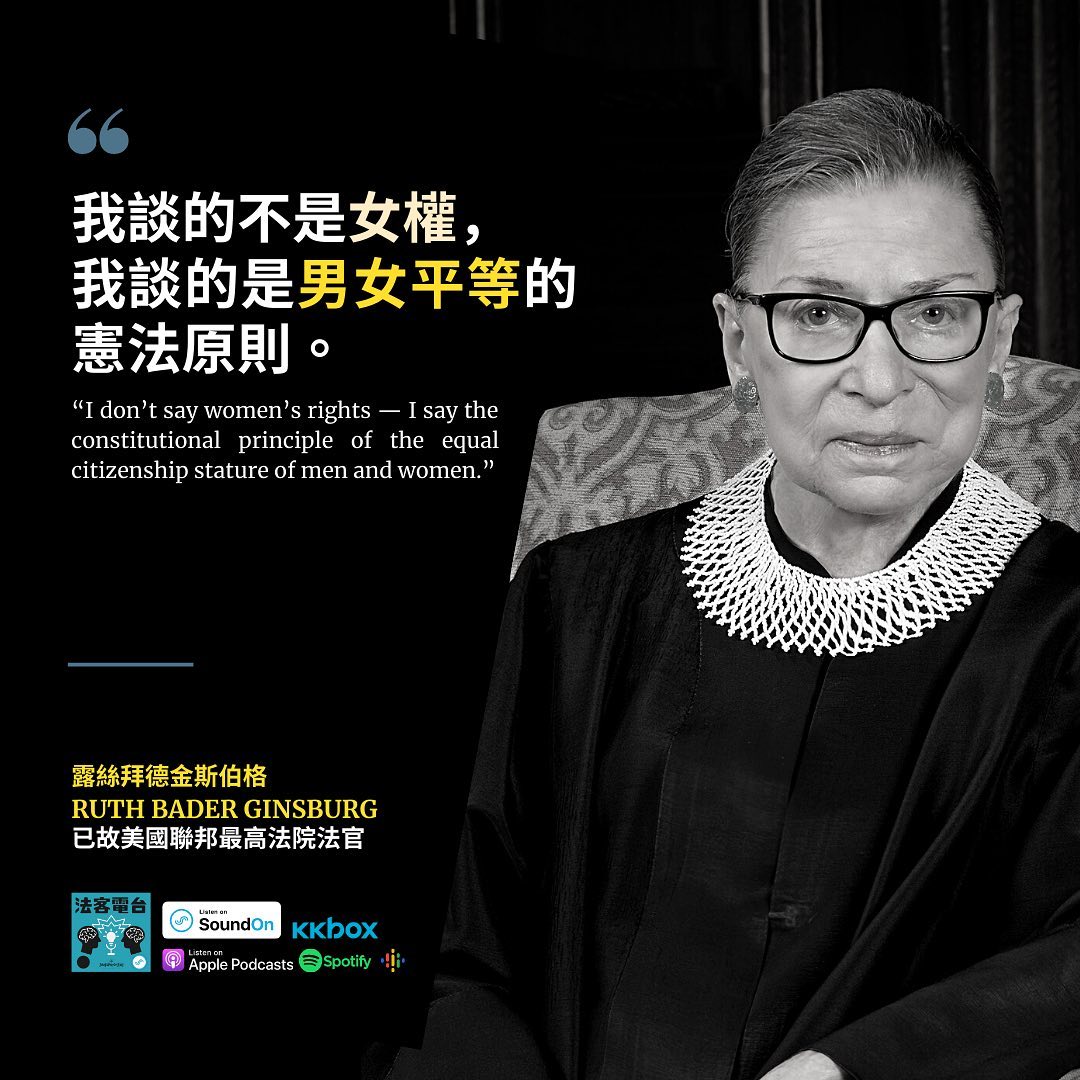 我談的不是女權，
我談的是男女平等的
憲法原則。
“I don’t say women’s rights — I say the
constitutional principle of the equal
citizenship stature of men and women.”
露絲拜德金斯伯格
RUTH BADER GINSBURG
已故美國聯邦最高法院法官
法客電台
Listen on
SoundOn
KKBOX
Listen on
Apple Podcasts
Spotify